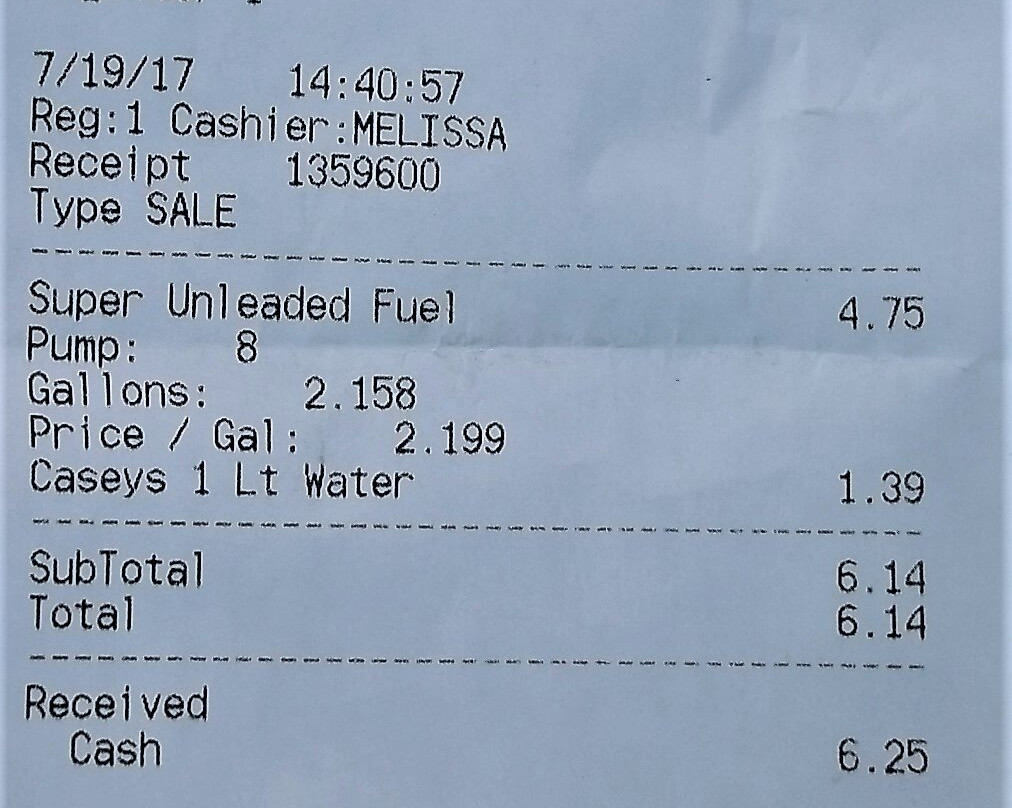 7/19/17 14:40:57
Reg:1 Cashier:MELISSA
Receipt 1359600
Type SALE
Super Unleaded Fuel 4.75
Pump: 8
Gallons: 2.158
Price / Gal: 2.199
Caseys 1 Lt Water 1.39
SubTotal 6.14
Total 6.14
Received
Cash 6.25